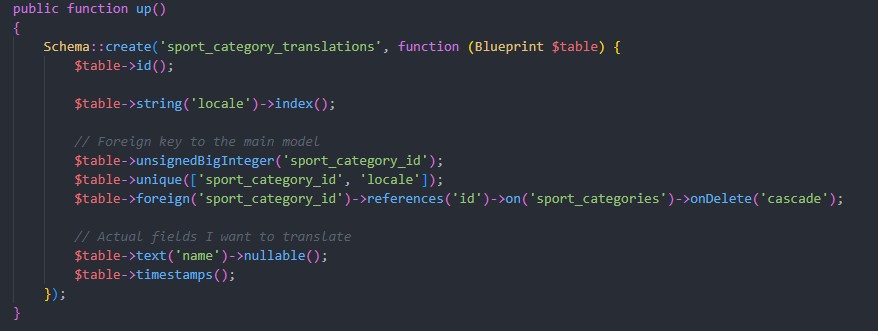 public function up()
{
    Schema::create('sport_category_translations', function (Blueprint $table) {
        $table->id();

        $table->string('locale')->index();

        // Foreign key to the main model
        $table->unsignedBigInteger('sport_category_id');
        $table->unique(['sport_category_id', 'locale']);
        $table->foreign('sport_category_id')->references('id')->on('sport_categories')->onDelete('cascade');

        // Actual fields I want to translate
        $table->text('name')->nullable();
        $table->timestamps();
    });
}